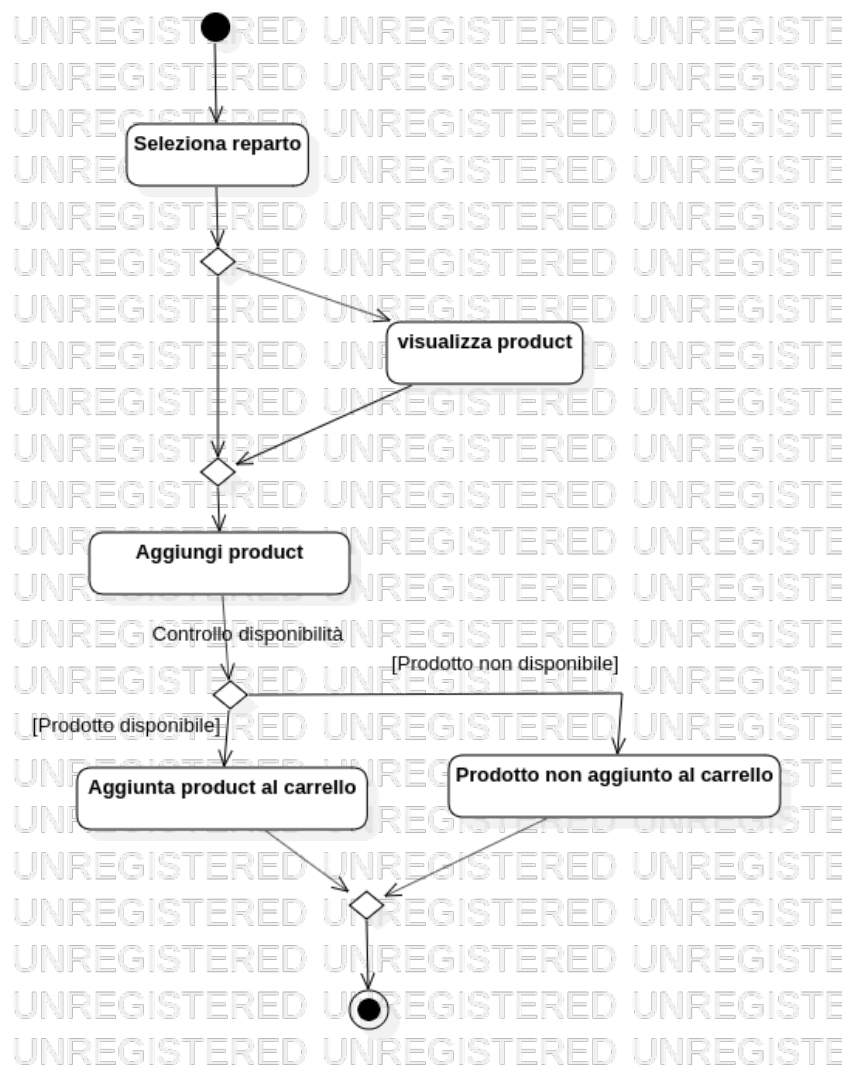 Seleziona reparto
visualizza product
Aggiungi product
Controllo disponibilità
[Prodotto non disponibile]
[Prodotto disponibile]
Prodotto non aggiunto al carrello
Aggiunta product al carrello
UNREGISTERED